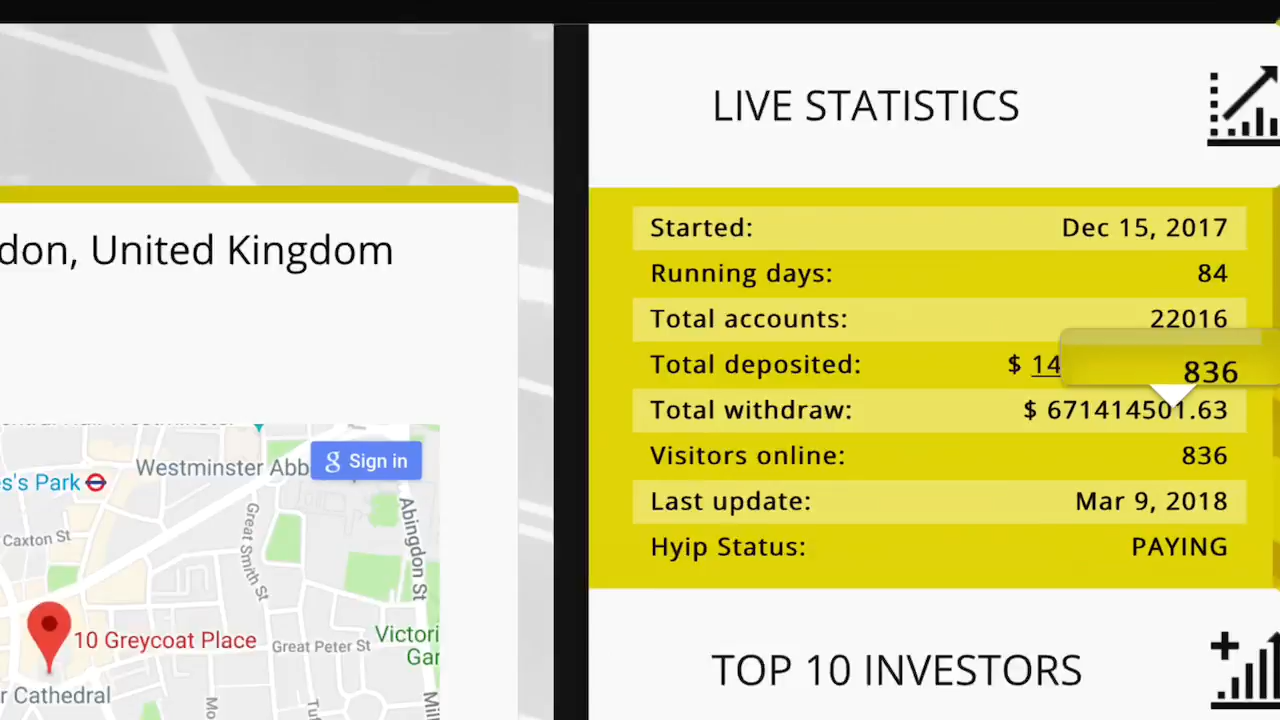 don, United Kingdom
Westminster Abb
Sign in
s's Park
Caxton St
Great Smith St
Abingdon St
10 Greycoat Place
Great Peter St
Victori
Gar
r Cathedral
LIVE STATISTICS
Started: Dec 15, 2017
Running days: 84
Total accounts: 22016
Total deposited: $ 14
836
Total withdraw: $ 671414501.63
Visitors online: 836
Last update: Mar 9, 2018
Hyip Status: PAYING
TOP 10 INVESTORS